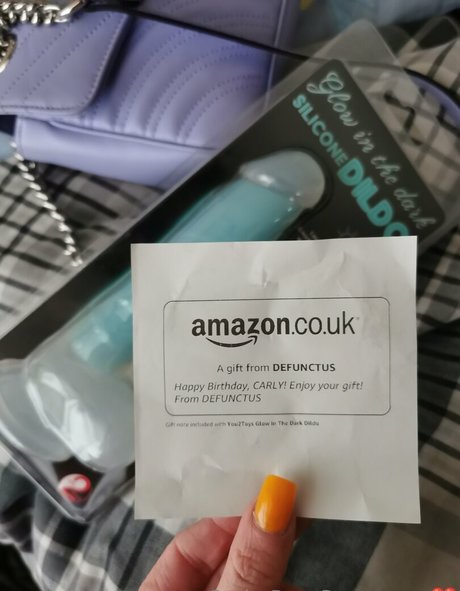 Glow in the dark
SILICONE DILDO
amazon.co.uk
A gift from DEFUNCTUS
Happy Birthday, CARLY! Enjoy your gift!
From DEFUNCTUS
Gift note included with You2Toys Glow In The Dark Dildo